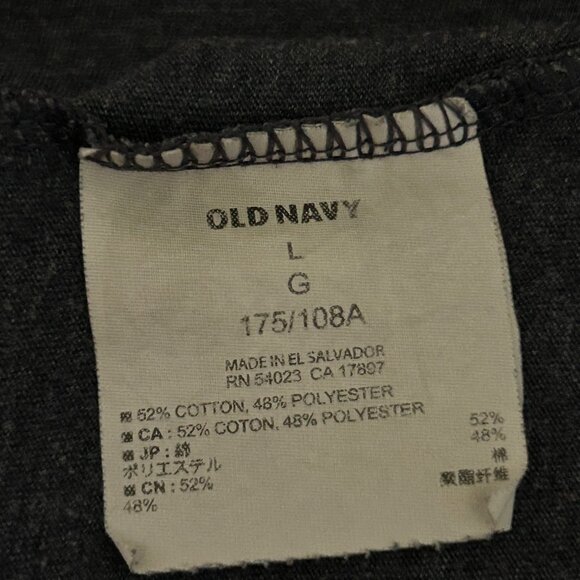 OLD NAVY
L
G
175/108A
MADE IN EL SALVADOR
RN 54023 CA 17897
52% COTTON, 48% POLYESTER
CA : 52% COTON, 48% POLYESTER
JP : 綿 52%
ポリエステル 48%
CN : 52% 棉
48% 聚酯纤维